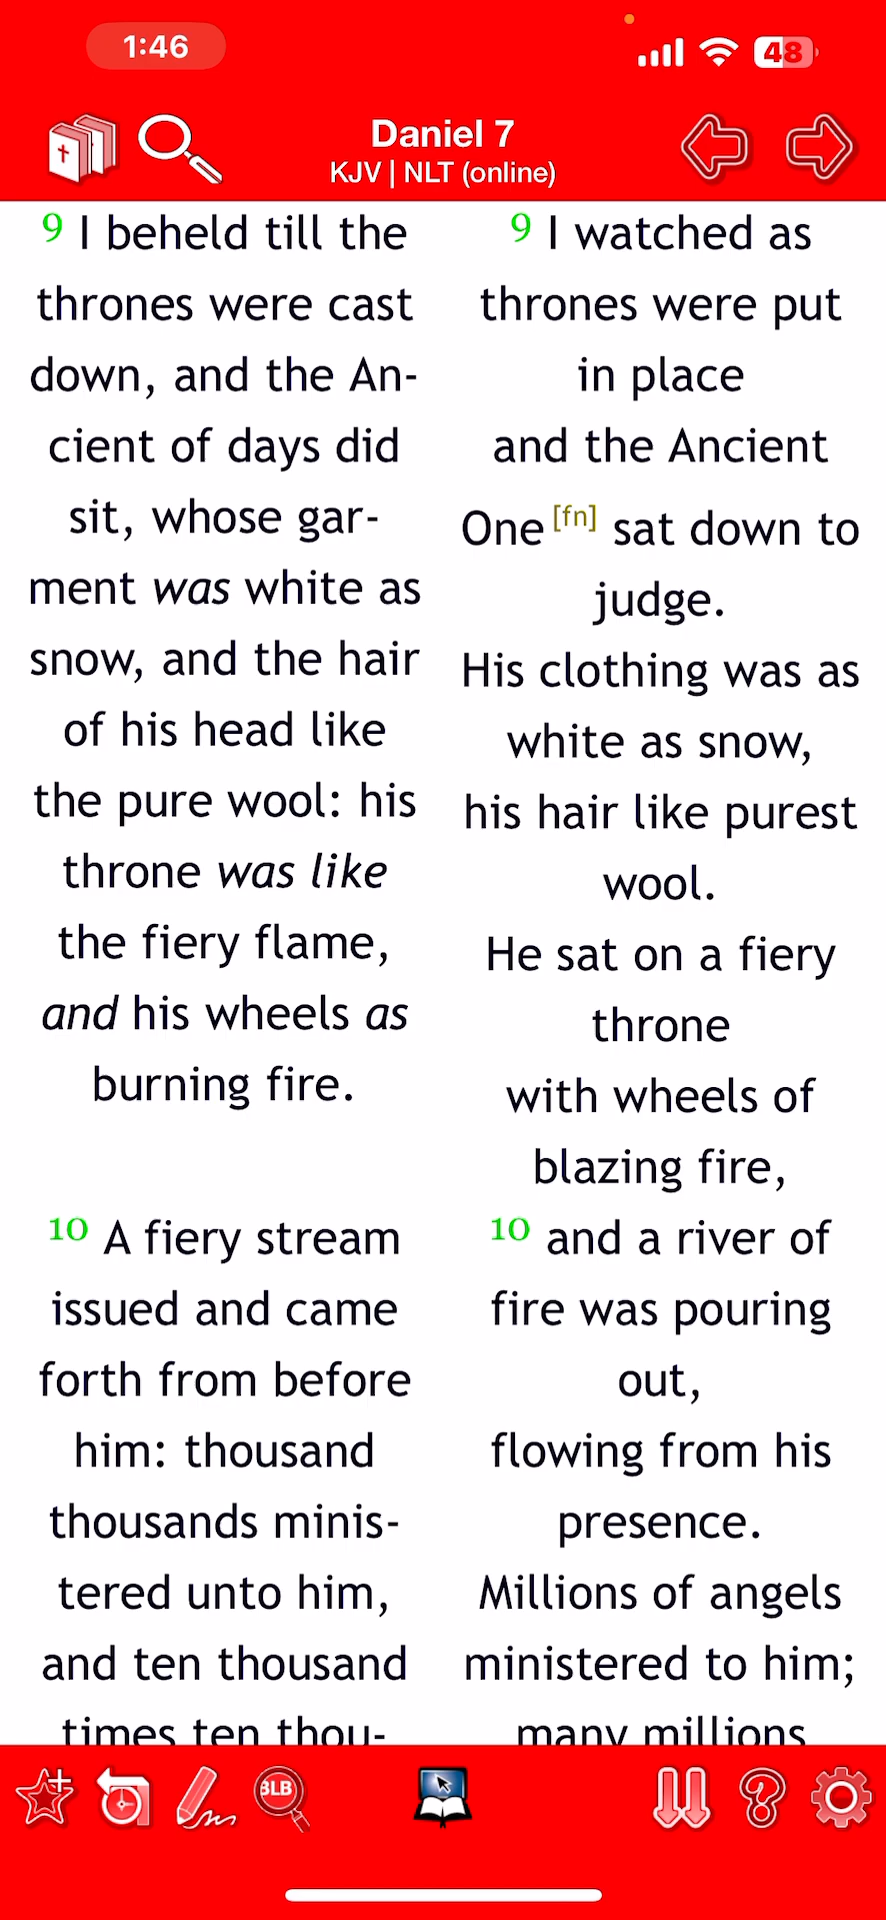 1:46
48
Daniel 7
KJV | NLT (online)
9 I beheld till the
thrones were cast
down, and the An-
cient of days did
sit, whose gar-
ment was white as
snow, and the hair
of his head like
the pure wool: his
throne was like
the fiery flame,
and his wheels as
burning fire.
10 A fiery stream
issued and came
forth from before
him: thousand
thousands minis-
tered unto him,
and ten thousand
times ten thou-
9 I watched as
thrones were put
in place
and the Ancient
One [fn] sat down to
judge.
His clothing was as
white as snow,
his hair like purest
wool.
He sat on a fiery
throne
with wheels of
blazing fire,
10 and a river of
fire was pouring
out,
flowing from his
presence.
Millions of angels
ministered to him;
many millions
BLB